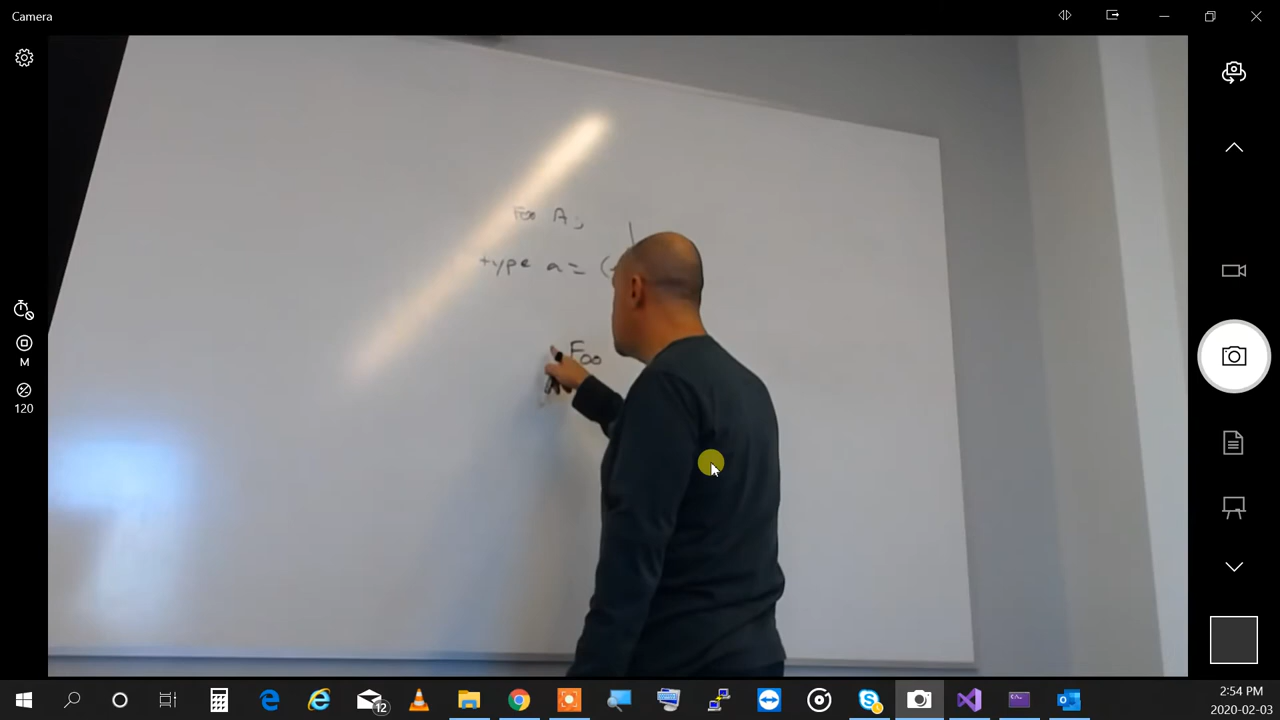 Camera
Foo A;
type a = (
Foo
M
120
12
2:54 PM
2020-02-03